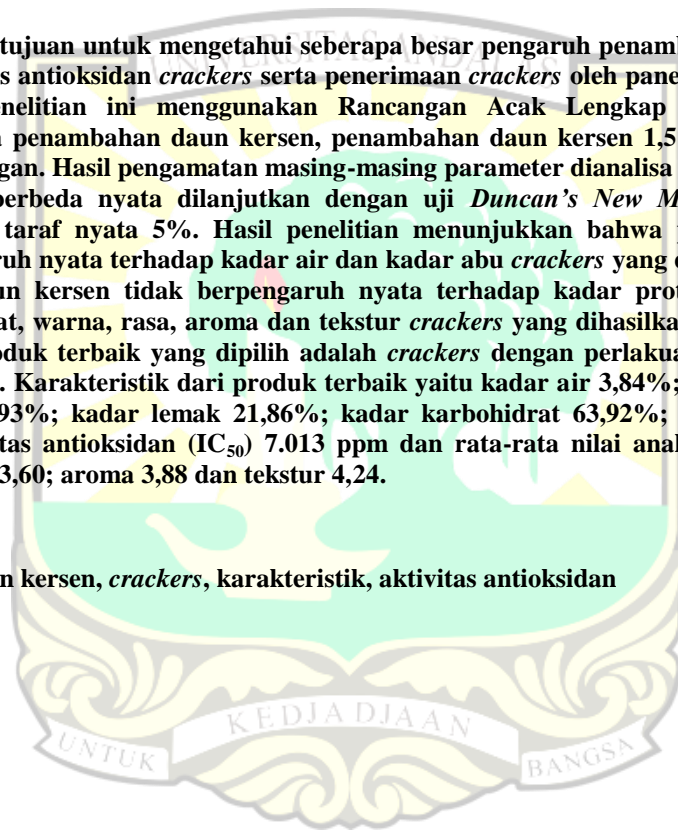 UNIVERSITAS ANDALAS
tujuan untuk mengetahui seberapa besar pengaruh penamb
s antioksidan crackers serta penerimaan crackers oleh pane
enelitian ini menggunakan Rancangan Acak Lengkap
penambahan daun kersen, penambahan daun kersen 1,5
gan. Hasil pengamatan masing-masing parameter dianalisa
berbeda nyata dilanjutkan dengan uji Duncan's New M
taraf nyata 5%. Hasil penelitian menunjukkan bahwa
ruh nyata terhadap kadar air dan kadar abu crackers yang
un kersen tidak berpengaruh nyata terhadap kadar prot
at, warna, rasa, aroma dan tekstur crackers yang dihasilka
oduk terbaik yang dipilih adalah crackers dengan perlakua
. Karakteristik dari produk terbaik yaitu kadar air 3,84%;
93%; kadar lemak 21,86%; kadar karbohidrat 63,92%;
tas antioksidan (IC50) 7.013 ppm dan rata-rata nilai anal
3,60; aroma 3,88 dan tekstur 4,24.
n kersen, crackers, karakteristik, aktivitas antioksidan
KEDJADJAAN
UNTUK BANGSA